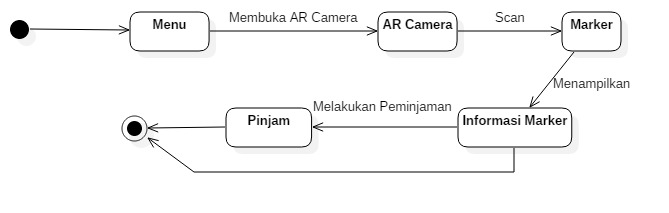 Menu
Membuka AR Camera
AR Camera
Scan
Marker
Menampilkan
Informasi Marker
Melakukan Peminjaman
Pinjam